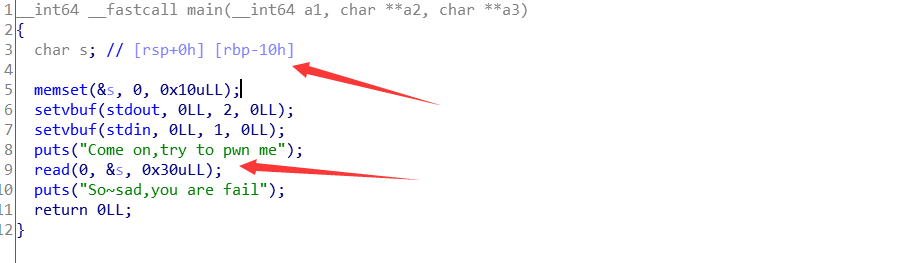 1 __int64 __fastcall main(__int64 a1, char **a2, char **a3)
2 {
3 char s; // [rsp+0h] [rbp-10h]
4
5 memset(&s, 0, 0x10uLL);
6 setvbuf(stdout, 0LL, 2, 0LL);
7 setvbuf(stdin, 0LL, 1, 0LL);
8 puts("Come on,try to pwn me");
9 read(0, &s, 0x30uLL);
10 puts("So~sad,you are fail");
11 return 0LL;
12 }